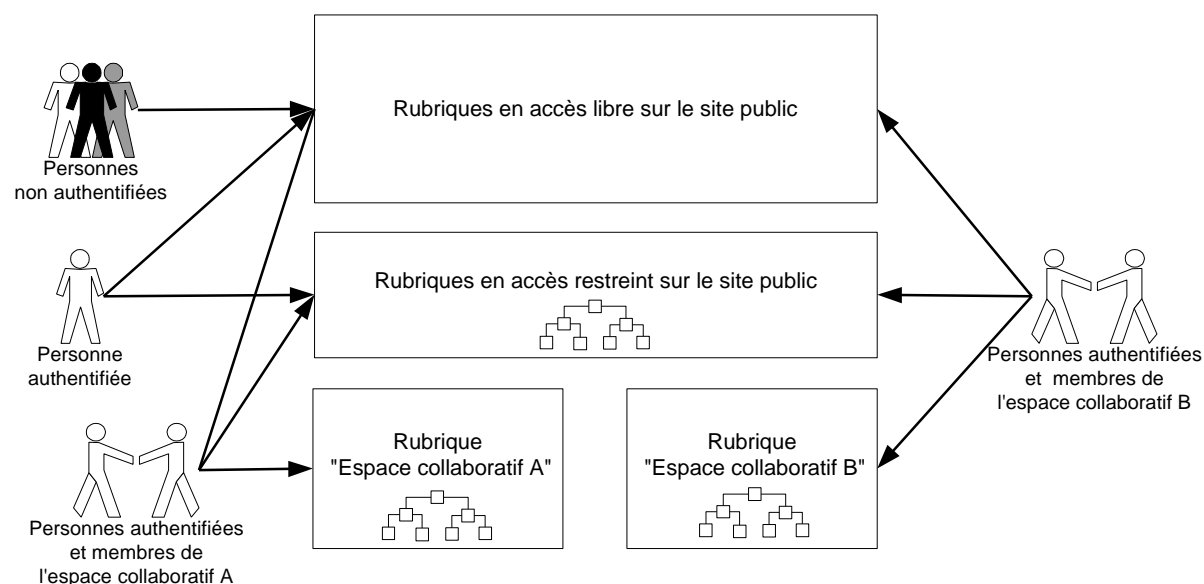 Rubriques en accès libre sur le site public
Personnes
non authentifiées
Rubriques en accès restreint sur le site public
Personne
authentifiée
Personnes authentifiées
et membres de
l'espace collaboratif B
Rubrique
"Espace collaboratif A"
Rubrique
"Espace collaboratif B"
Personnes authentifiées
et membres de
l'espace collaboratif A